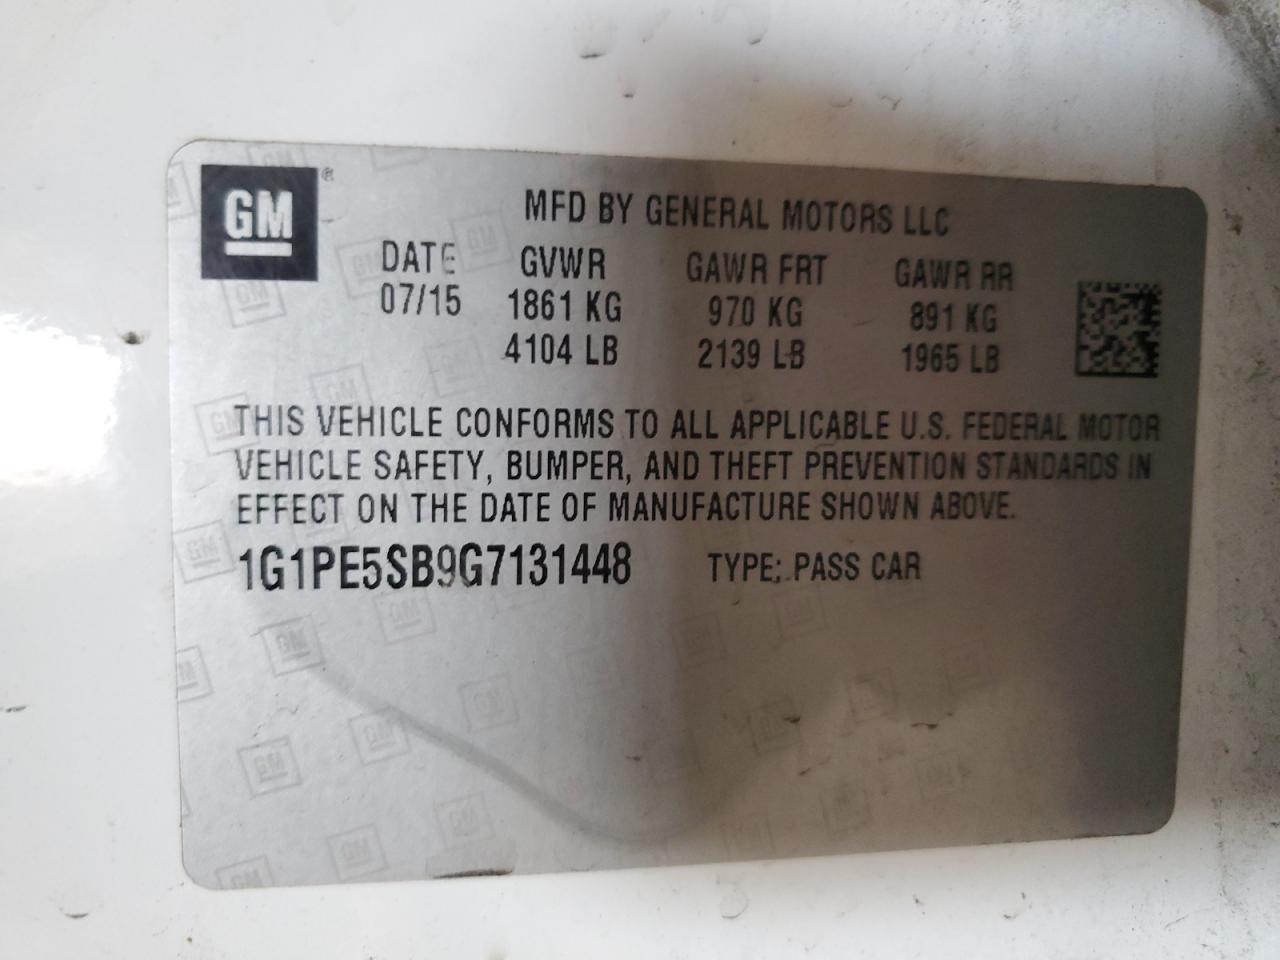 GM ®
MFD BY GENERAL MOTORS LLC
DATE GVWR GAWR FRT GAWR RR
07/15 1861 KG 970 KG 891 KG
4104 LB 2139 LB 1965 LB
THIS VEHICLE CONFORMS TO ALL APPLICABLE U.S. FEDERAL MOTOR
VEHICLE SAFETY, BUMPER, AND THEFT PREVENTION STANDARDS IN
EFFECT ON THE DATE OF MANUFACTURE SHOWN ABOVE.
1G1PE5SB9G7131448 TYPE: PASS CAR